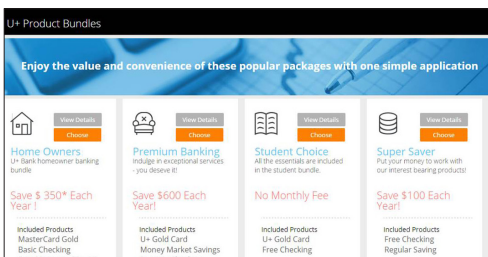 U+ Product Bundles
Enjoy the value and convenience of these popular packages with one simple application
View Details
Choose
Home Owners
U+ Bank homeowner banking
bundle
Save $ 350* Each
Year !
Included Products
MasterCard Gold
Basic Checking
View Details
Choose
Premium Banking
Indulge in exceptional services
- you deserve it!
Save $600 Each
Year!
Included Products
U+ Gold Card
Money Market Savings
View Details
Choose
Student Choice
All the essentials are included
in the student bundle.
No Monthly Fee
Included Products
U+ Gold Card
Free Checking
View Details
Choose
Super Saver
Put your money to work with
our interest bearing products!
Save $100 Each
Year!
Included Products
Free Checking
Regular Saving